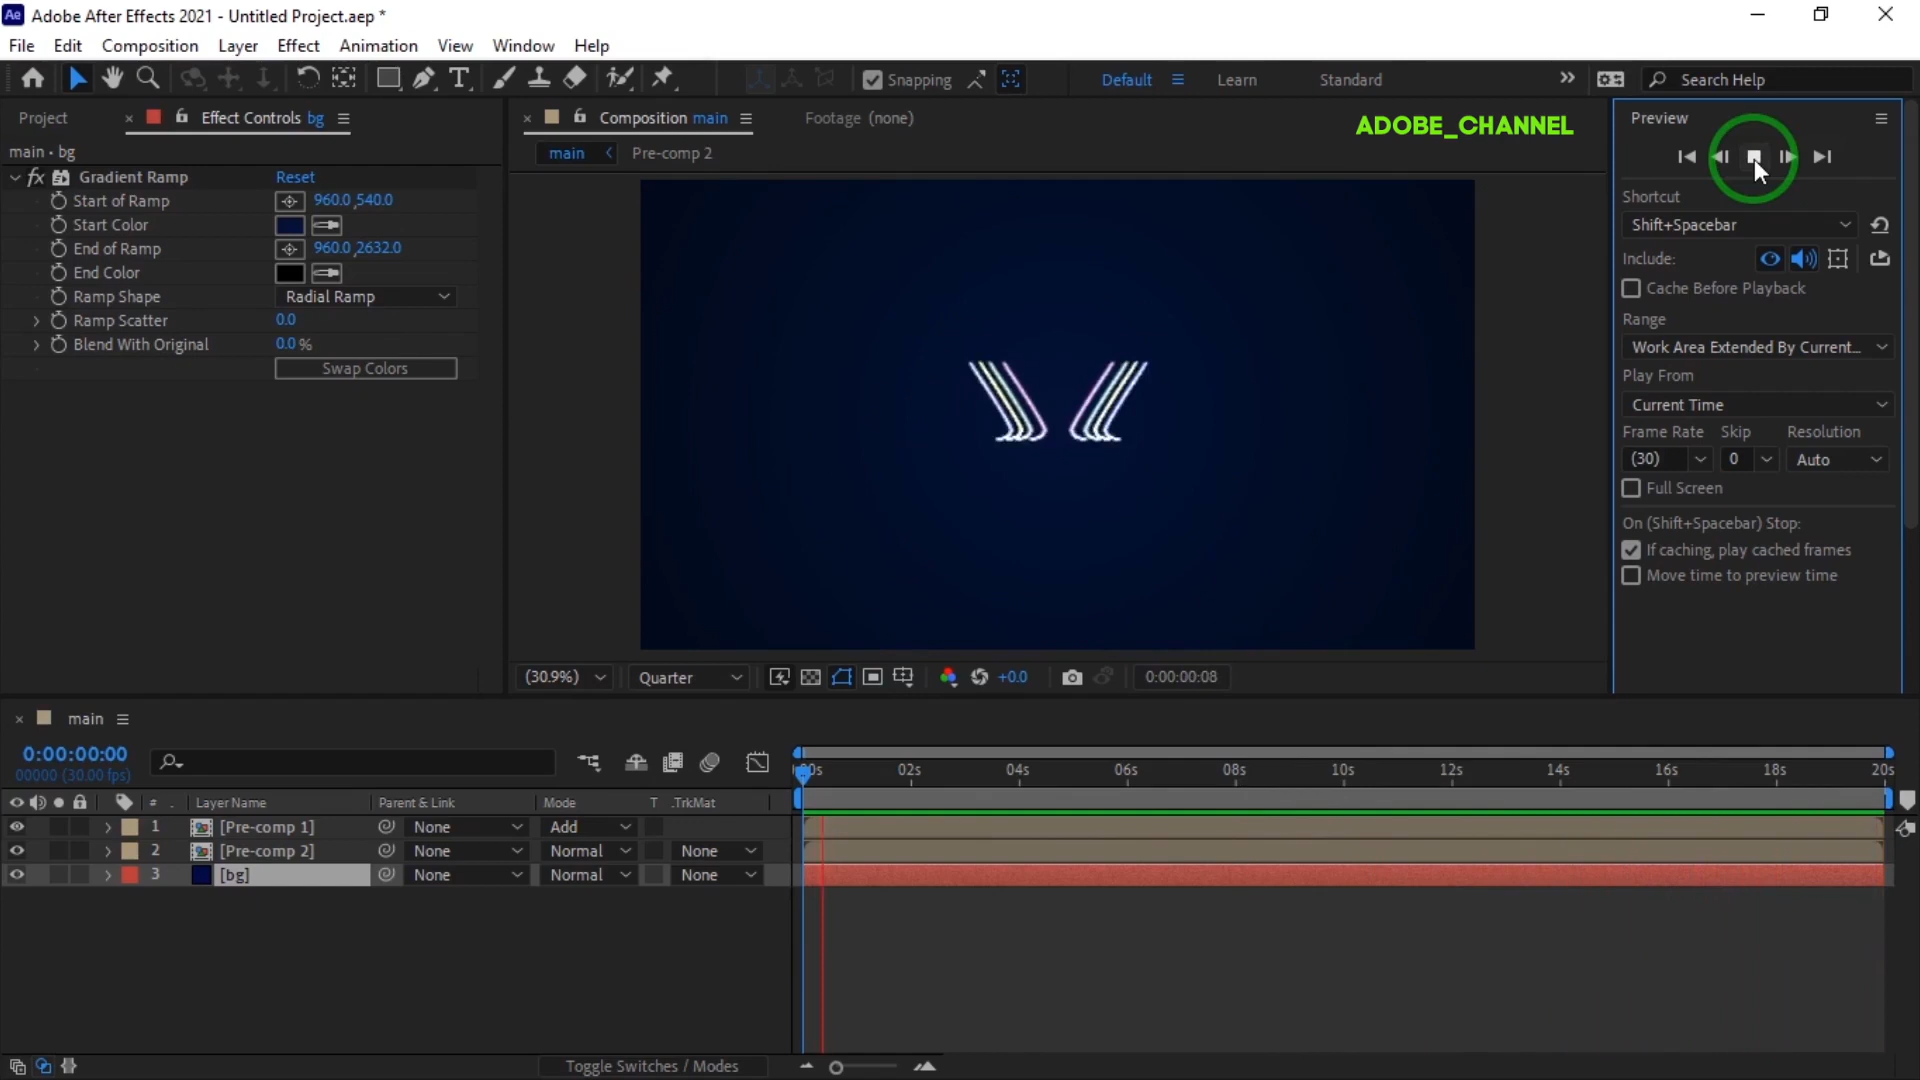 Ae Adobe After Effects 2021 - Untitled Project.aep *
File Edit Composition Layer Effect Animation View Window Help
Snapping Default Learn Standard Search Help
Project Effect Controls bg
main • bg
fx Gradient Ramp Reset
Start of Ramp 960.0,540.0
Start Color
End of Ramp 960.0,2632.0
End Color
Ramp Shape Radial Ramp
Ramp Scatter 0.0
Blend With Original 0.0 %
Swap Colors
Composition main Footage (none)
main < Pre-comp 2
ADOBE_CHANNEL
(30.9%) Quarter +0.0 0:00:00:08
Preview
Shortcut
Shift+Spacebar
Include:
Cache Before Playback
Range
Work Area Extended By Current...
Play From
Current Time
Frame Rate Skip Resolution
(30) 0 Auto
Full Screen
On (Shift+Spacebar) Stop:
If caching, play cached frames
Move time to preview time
main
0:00:00:00
00000 (30.00 fps)
02s 04s 06s 08s 10s 12s 14s 16s 18s 20s
# Layer Name Parent & Link Mode T .TrkMat
1 [Pre-comp 1] None Add
2 [Pre-comp 2] None Normal None
3 [bg] None Normal None
Toggle Switches / Modes